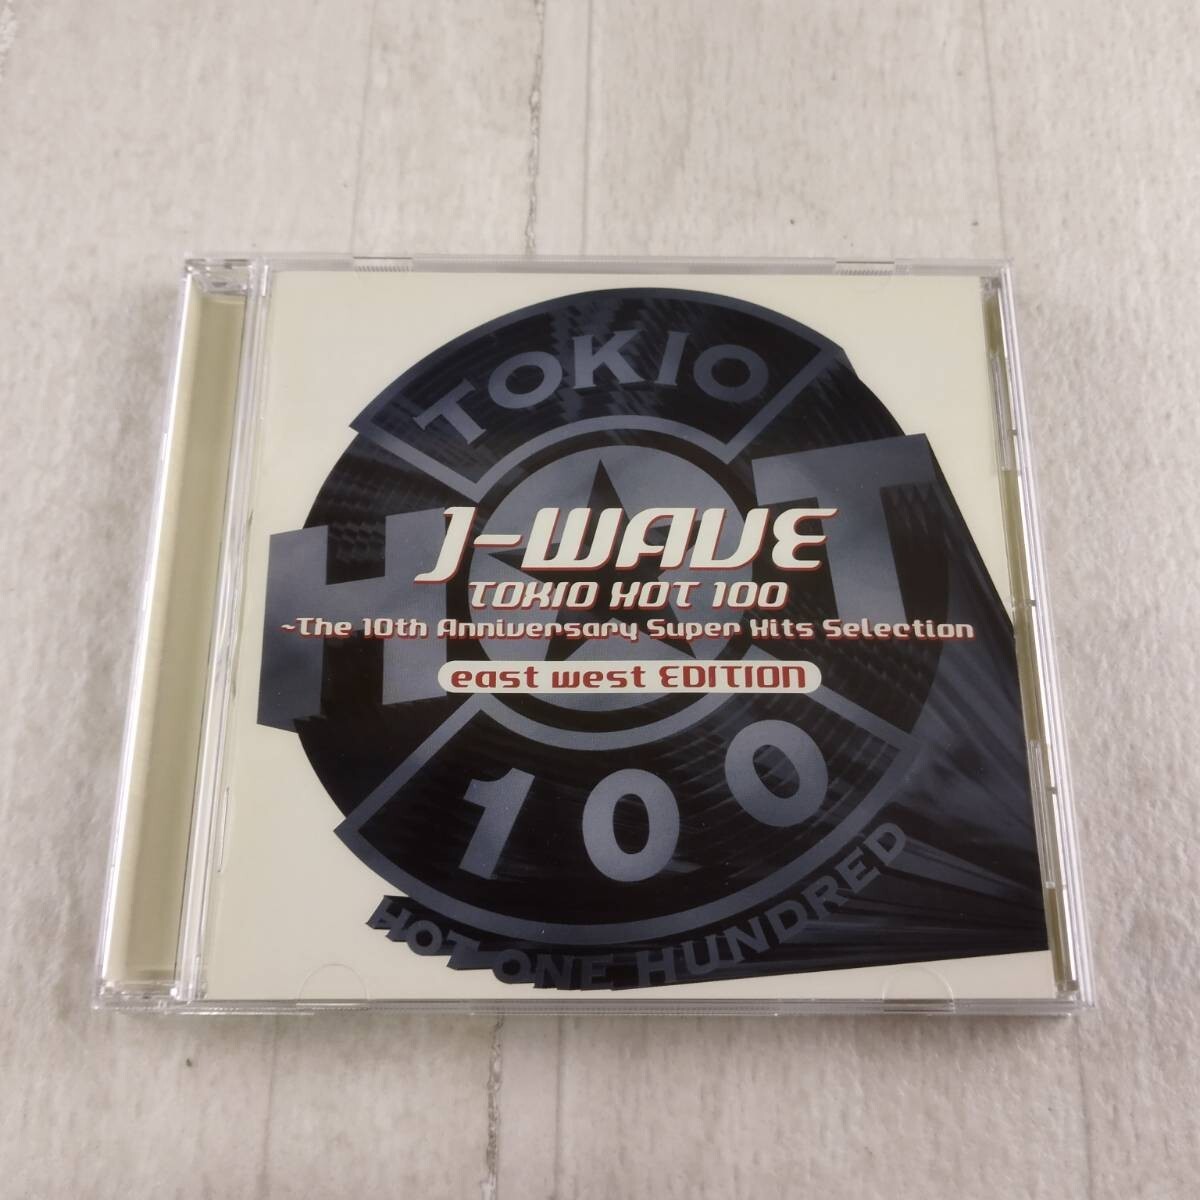 TOKIO
HOT
J-WAVE
TOKIO HOT 100
~The 10th Anniversary Super Hits Selection
east west EDITION
100
HOT ONE HUNDRED